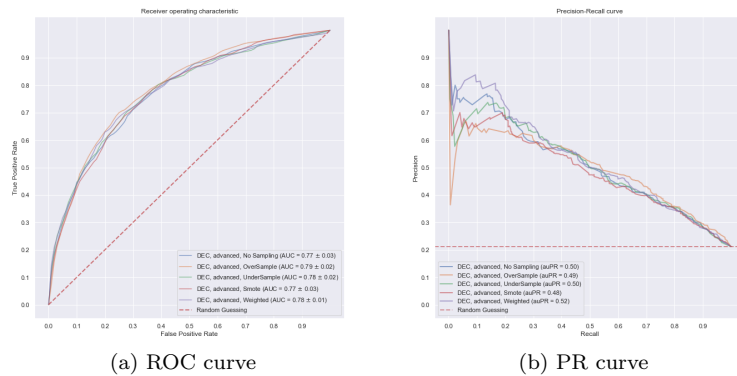 Receiver operating characteristic
True Positive Rate
0.9
0.8
0.7
0.6
0.5
0.4
0.3
0.2
0.1
0.0
DEC, advanced, No Sampling (AUC = 0.77 ± 0.03)
DEC, advanced, OverSample (AUC = 0.79 ± 0.02)
DEC, advanced, UnderSample (AUC = 0.78 ± 0.02)
DEC, advanced, Smote (AUC = 0.77 ± 0.03)
DEC, advanced, Weighted (AUC = 0.78 ± 0.01)
Random Guessing
0.0 0.1 0.2 0.3 0.4 0.5 0.6 0.7 0.8 0.9
False Positive Rate
(a) ROC curve
Precision-Recall curve
Precision
0.9
0.8
0.7
0.6
0.5
0.4
0.3
0.2
0.1
0.0
DEC, advanced, No Sampling (auPR = 0.50)
DEC, advanced, OverSample (auPR = 0.49)
DEC, advanced, UnderSample (auPR = 0.50)
DEC, advanced, Smote (auPR = 0.48)
DEC, advanced, Weighted (auPR = 0.52)
Random Guessing
0.0 0.1 0.2 0.3 0.4 0.5 0.6 0.7 0.8 0.9
Recall
(b) PR curve